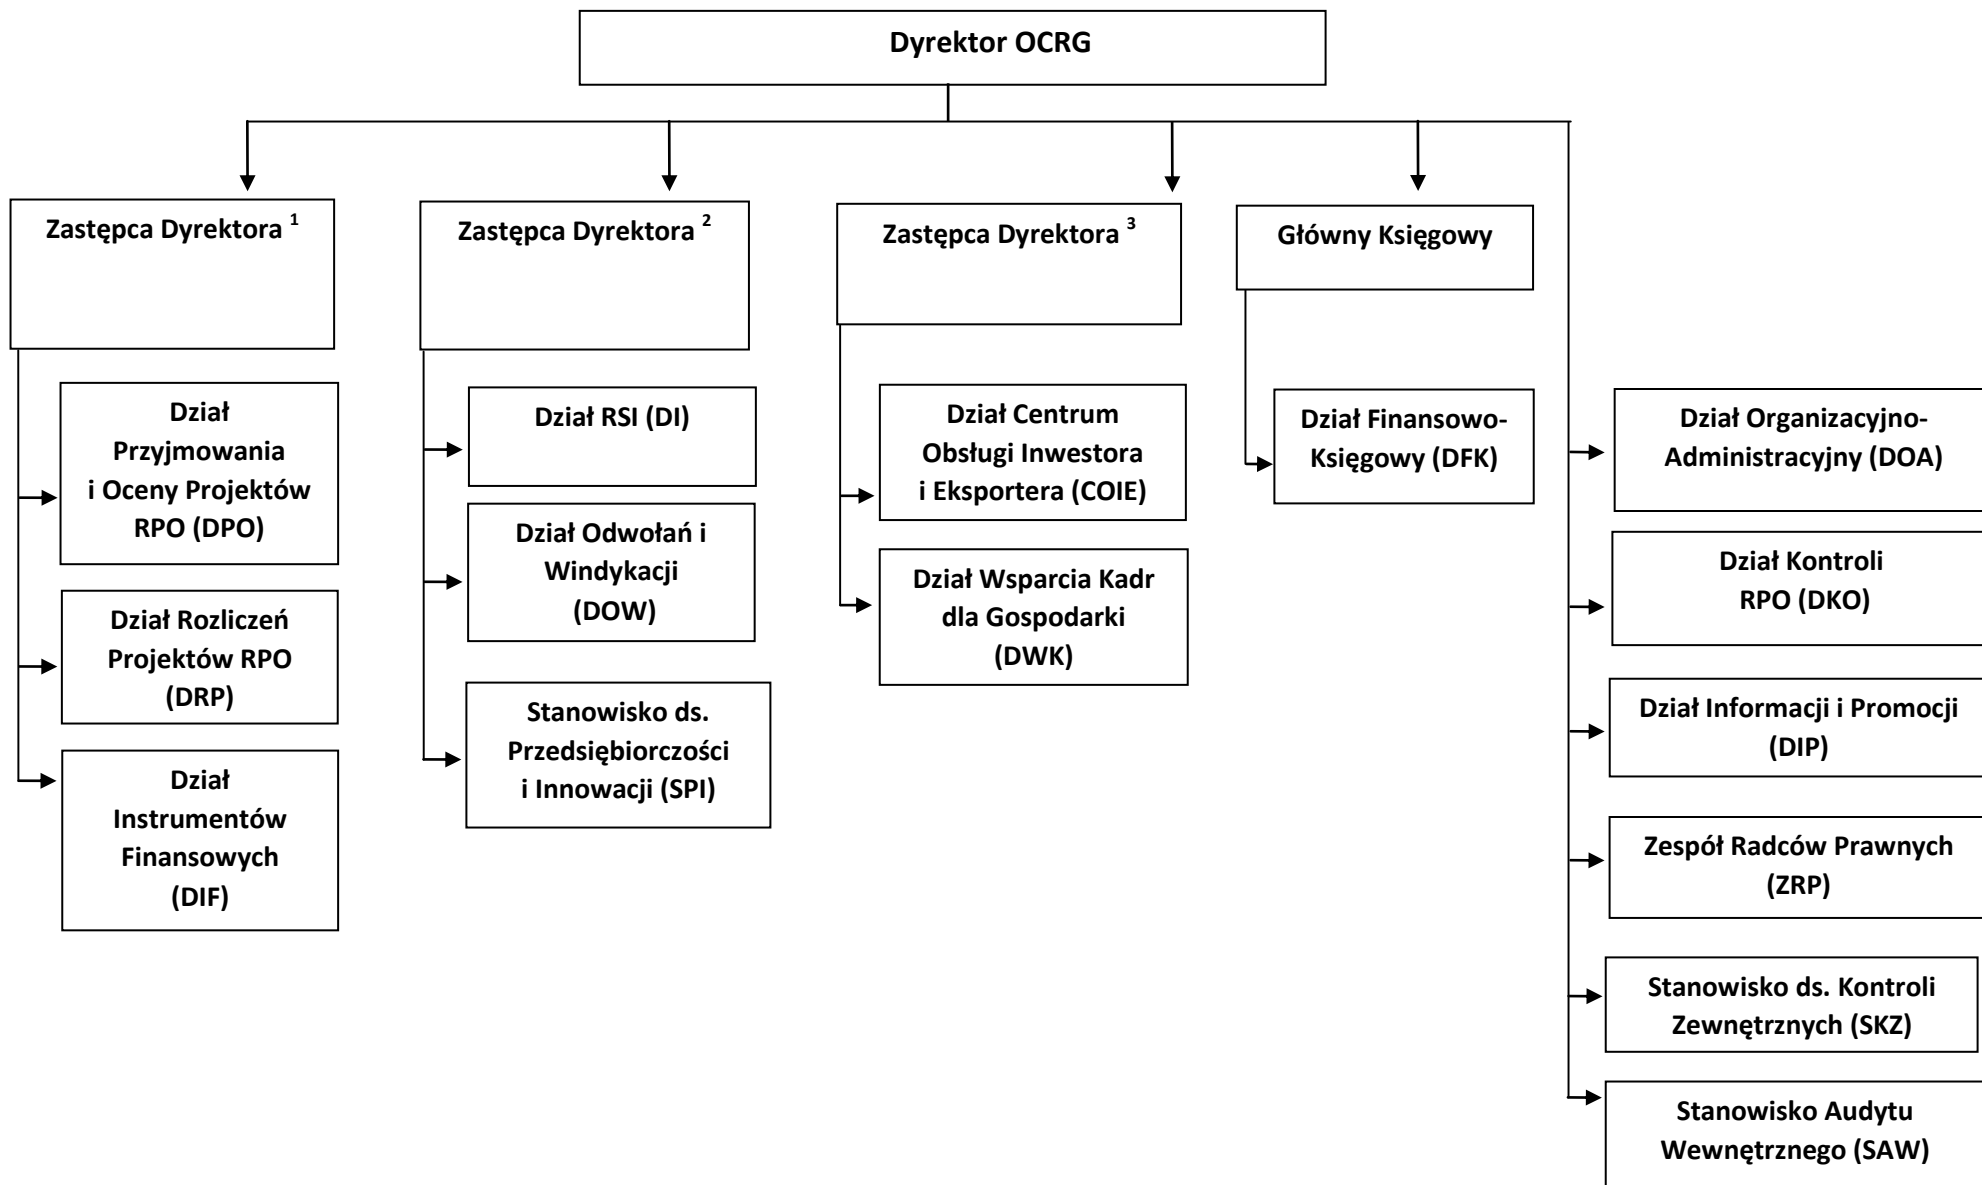 Dyrektor OCRG
Zastępca Dyrektora 1
Zastępca Dyrektora 2
Zastępca Dyrektora 3
Główny Księgowy
Dział
Przyjmowania
i Oceny Projektów
RPO (DPO)
Dział Rozliczeń
Projektów RPO
(DRP)
Dział
Instrumentów
Finansowych
(DIF)
Dział RSI (DI)
Dział Odwołań i
Windykacji
(DOW)
Stanowisko ds.
Przedsiębiorczości
i Innowacji (SPI)
Dział Centrum
Obsługi Inwestora
i Eksportera (COIE)
Dział Wsparcia Kadr
dla Gospodarki
(DWK)
Dział Finansowo-
Księgowy (DFK)
Dział Organizacyjno-
Administracyjny (DOA)
Dział Kontroli
RPO (DKO)
Dział Informacji i Promocji
(DIP)
Zespół Radców Prawnych
(ZRP)
Stanowisko ds. Kontroli
Zewnętrznych (SKZ)
Stanowisko Audytu
Wewnętrznego (SAW)